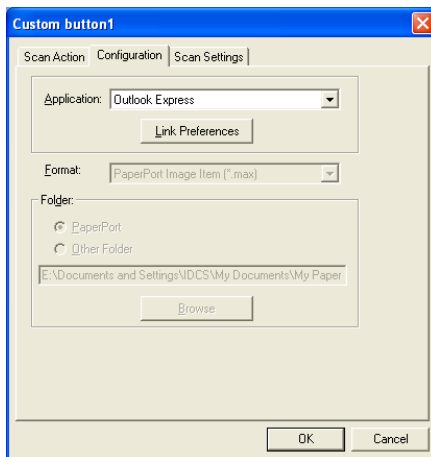 Custom button1
Scan Action Configuration Scan Settings
Application: Outlook Express
Link Preferences
Format: PaperPort Image Item (*.max)
Folder:
PaperPort
Other Folder
E:\Documents and Settings\IDCS\My Documents\My Paper
Browse
OK Cancel